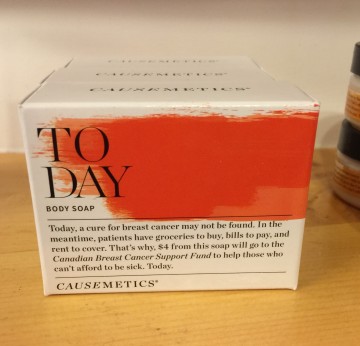 CAUSEMETICS
CAUSEMETICS
CAUSEMETICS®
TO
DAY
BODY SOAP
Today, a cure for breast cancer may not be found. In the
meantime, patients have groceries to buy, bills to pay, and
rent to cover. That's why, $4 from this soap will go to the
Canadian Breast Cancer Support Fund to help those who
can't afford to be sick. Today.
CAUSEMETICS®